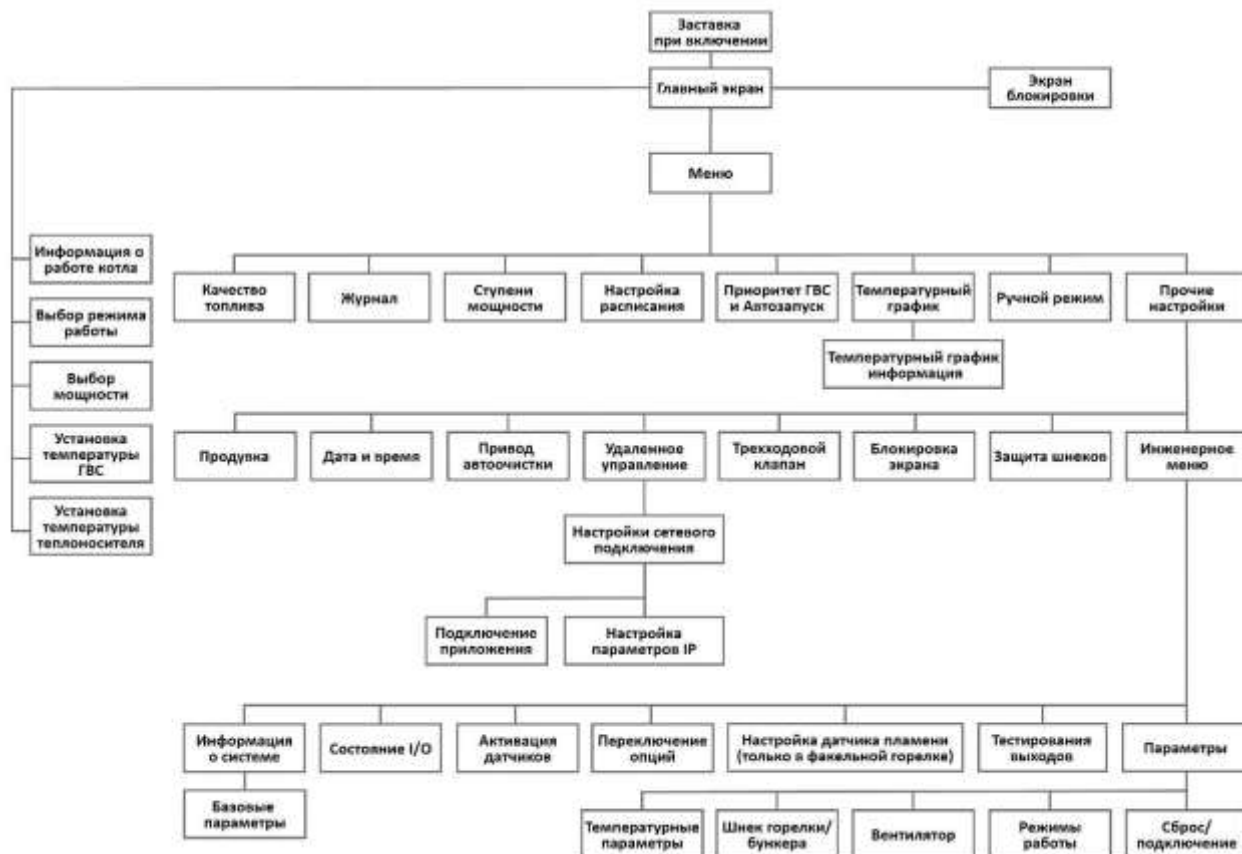 Заставка
при включении
Главный экран
Экран
блокировки
Меню
Информация о
работе котла
Выбор режима
работы
Выбор
мощности
Установка
температуры
ГВС
Установка
температуры
теплоносителя
Качество
топлива
Журнал
Ступени
мощности
Настройка
расписания
Приоритет ГВС
и Автозапуск
Температурный
график
Ручной режим
Прочие
настройки
Температурный график
информация
Продувка
Дата и время
Привод
автоочистки
Удаленное
управление
Трехходовой
клапан
Блокировка
экрана
Защита шнеков
Инженерное
меню
Настройки сетевого
подключения
Подключение
приложения
Настройка
параметров IP
Информация
о системе
Состояние I/O
Активация
датчиков
Переключение
опций
Настройка датчика пламени
(только в факельной горелке)
Тестирования
выходов
Параметры
Базовые
параметры
Температурные
параметры
Шнек горелки/
бункера
Вентилятор
Режимы
работы
Сброс/
подключение